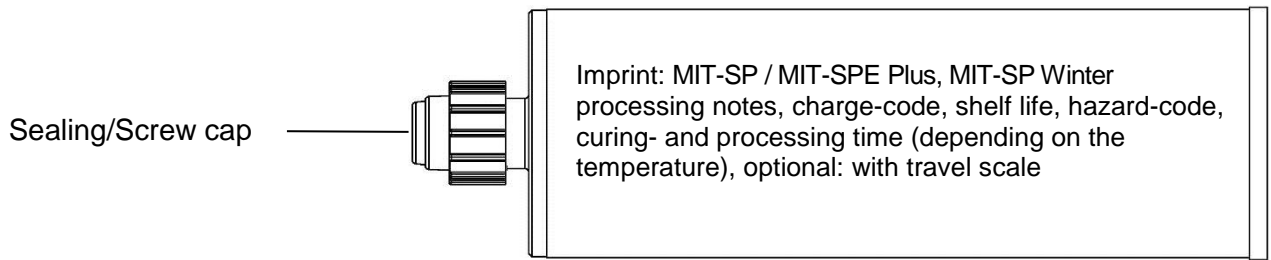 Imprint: MIT-SP / MIT-SPE Plus, MIT-SP Winter
processing notes, charge-code, shelf life, hazard-code,
curing- and processing time (depending on the
temperature), optional: with travel scale
Sealing/Screw cap